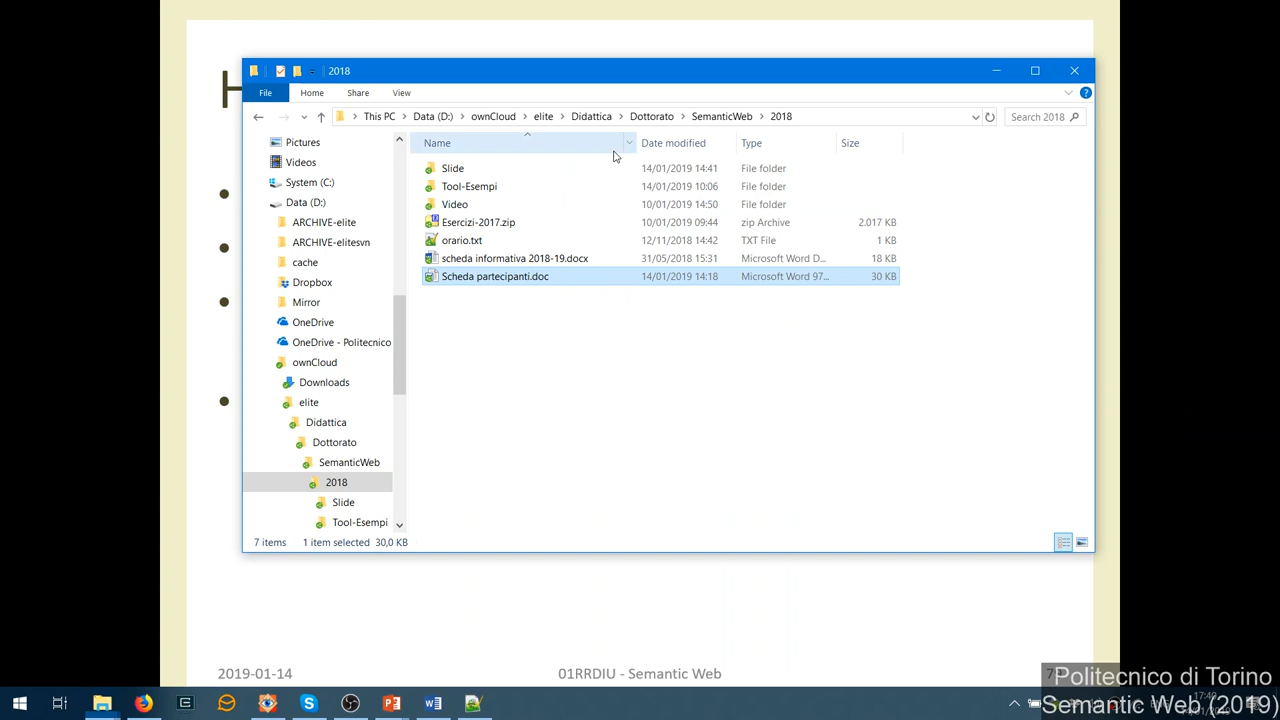 H
2018
File Home Share View
This PC Data (D:) ownCloud elite Didattica Dottorato SemanticWeb 2018
Search 2018
Name Date modified Type Size
Slide 14/01/2019 14:41 File folder
Tool-Esempi 14/01/2019 10:06 File folder
Video 10/01/2019 14:50 File folder
Esercizi-2017.zip 10/01/2019 09:44 zip Archive 2.017 KB
orario.txt 12/11/2018 14:42 TXT File 1 KB
scheda informativa 2018-19.docx 31/05/2018 15:31 Microsoft Word D... 18 KB
Scheda partecipanti.doc 14/01/2019 14:18 Microsoft Word 97... 30 KB
Pictures
Videos
System (C:)
Data (D:)
ARCHIVE-elite
ARCHIVE-elitesvn
cache
Dropbox
Mirror
OneDrive
OneDrive - Politecnico
ownCloud
Downloads
elite
Didattica
Dottorato
SemanticWeb
2018
Slide
Tool-Esempi
7 items 1 item selected 30,0 KB
2019-01-14 01RRDIU - Semantic Web
Politecnico di Torino
Semantic Web (2019)